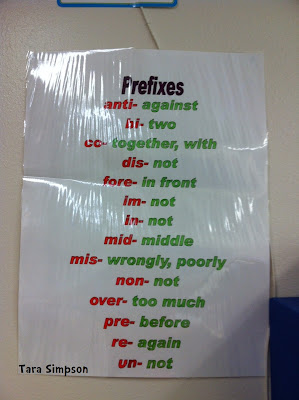 Prefixes
anti- against
bi- two
co- together, with
dis- not
fore- in front
im- not
in- not
mid- middle
mis- wrongly, poorly
non- not
over- too much
pre- before
re- again
un- not
Tara Simpson